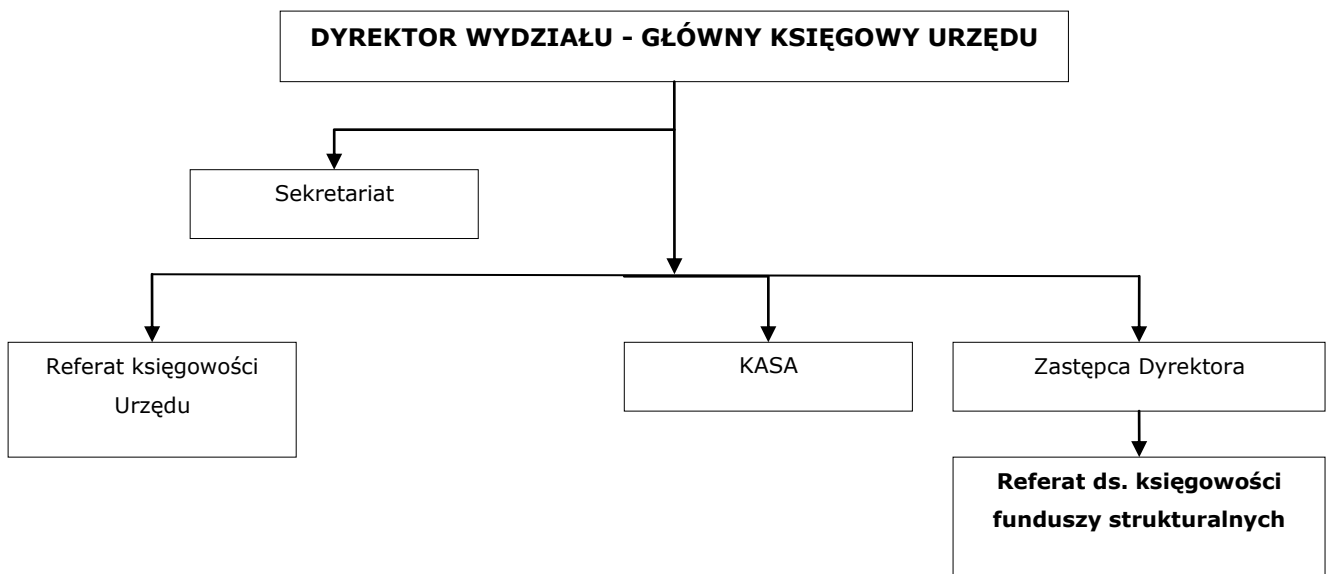 DYREKTOR WYDZIAŁU - GŁÓWNY KSIĘGOWY URZĘDU
Sekretariat
Referat księgowości
Urzędu
KASA
Zastępca Dyrektora
Referat ds. księgowości
funduszy strukturalnych